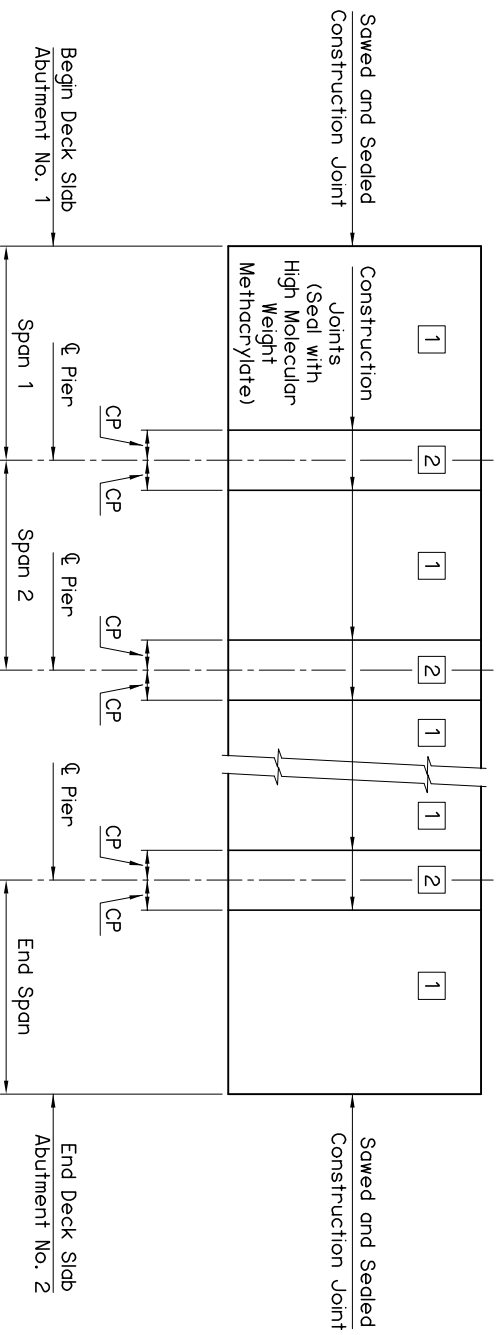 Sawed and Sealed
Construction Joint
Sawed and Sealed
Construction Joint
1
2
1
2
1
1
2
1
Construction
Joints
(Seal with
High Molecular
Weight
Methacrylate)
CP
CP
CP
CP
CP
CP
℄ Pier
℄ Pier
℄ Pier
Begin Deck Slab
Abutment No. 1
End Deck Slab
Abutment No. 2
Span 1
Span 2
End Span